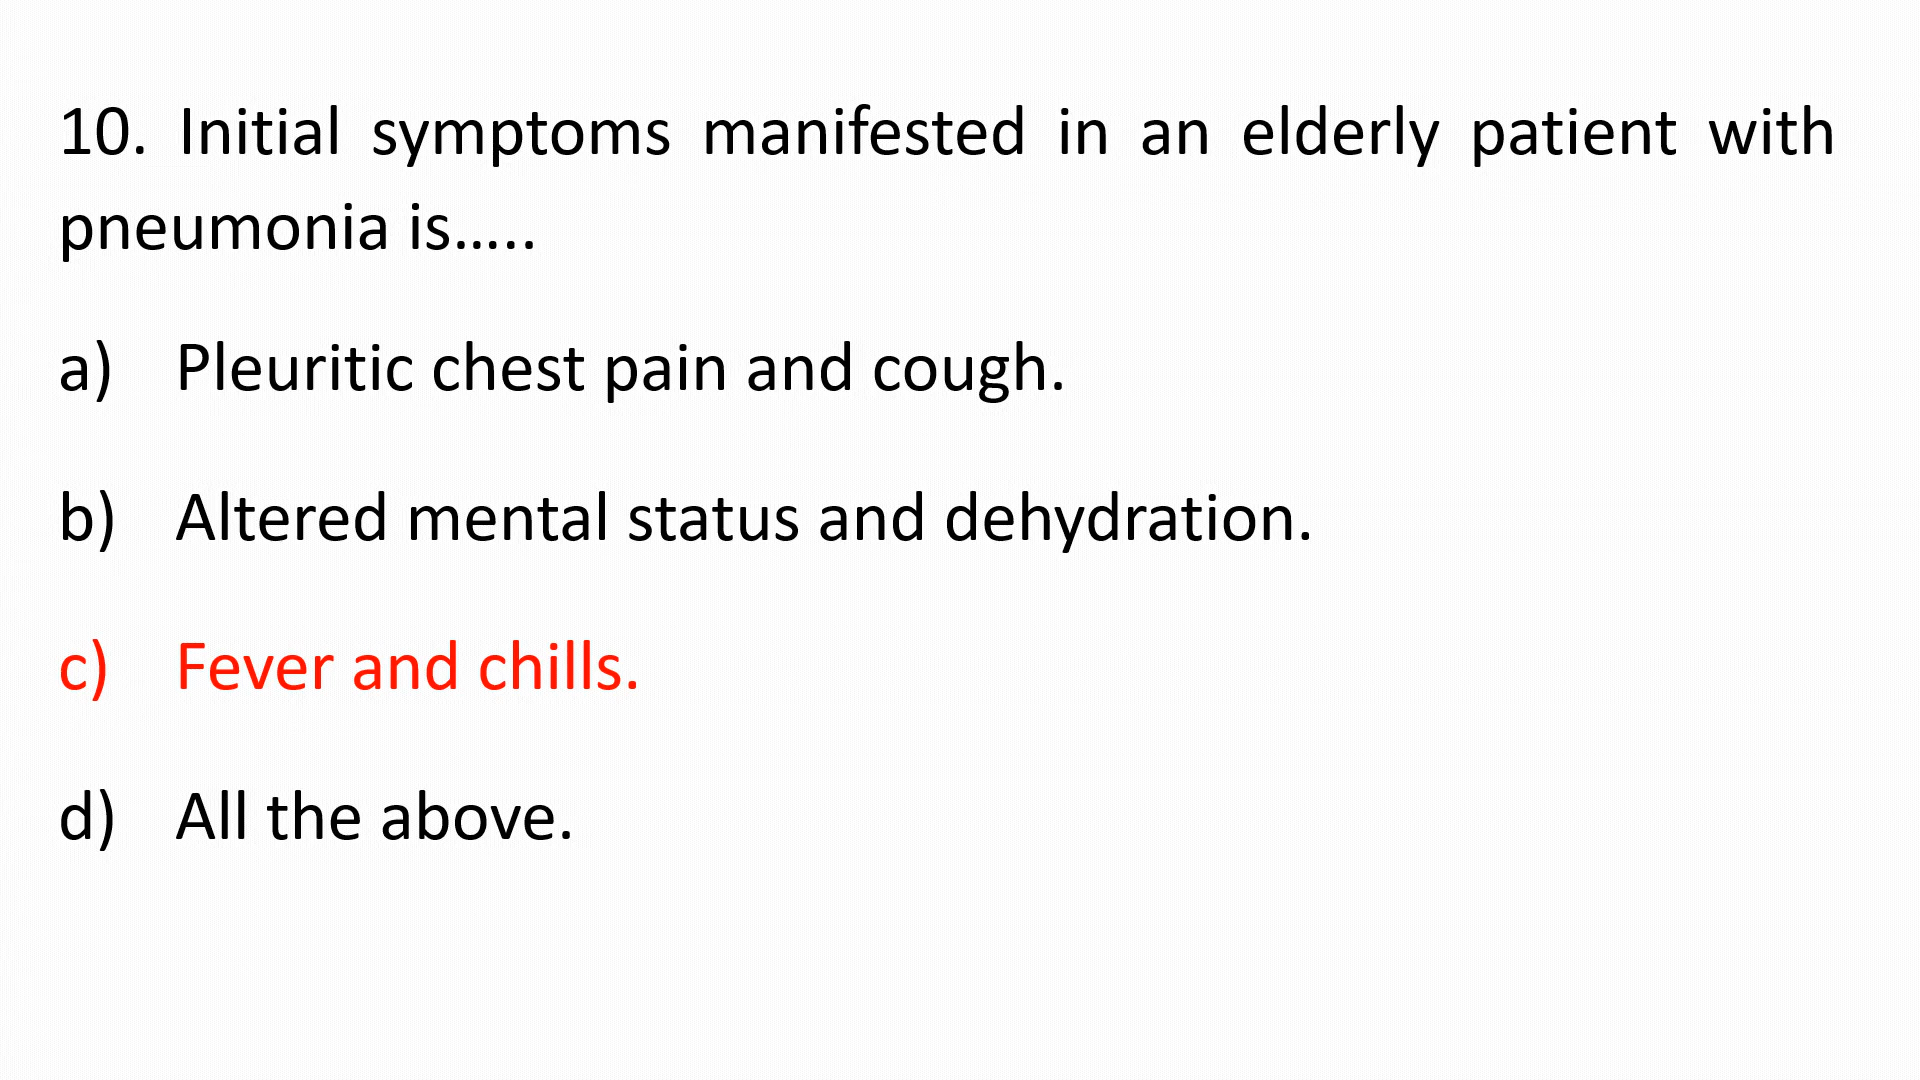 10. Initial symptoms manifested in an elderly patient with
pneumonia is…..
a) Pleuritic chest pain and cough.
b) Altered mental status and dehydration.
c) Fever and chills.
d) All the above.